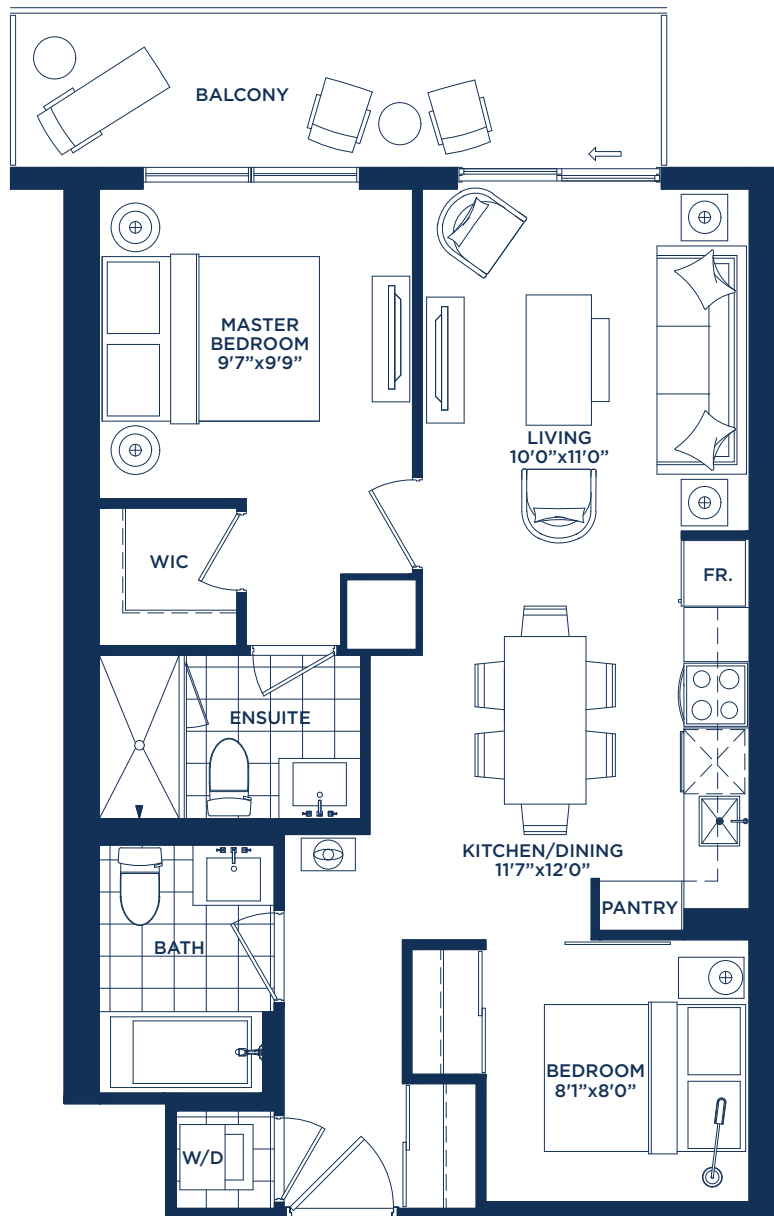 BALCONY
MASTER
BEDROOM
9'7”x9'9”
LIVING
10'0”x11'0”
WIC
FR.
ENSUITE
KITCHEN/DINING
11'7”x12'0”
PANTRY
BATH
BEDROOM
8'1”x8'0”
W/D